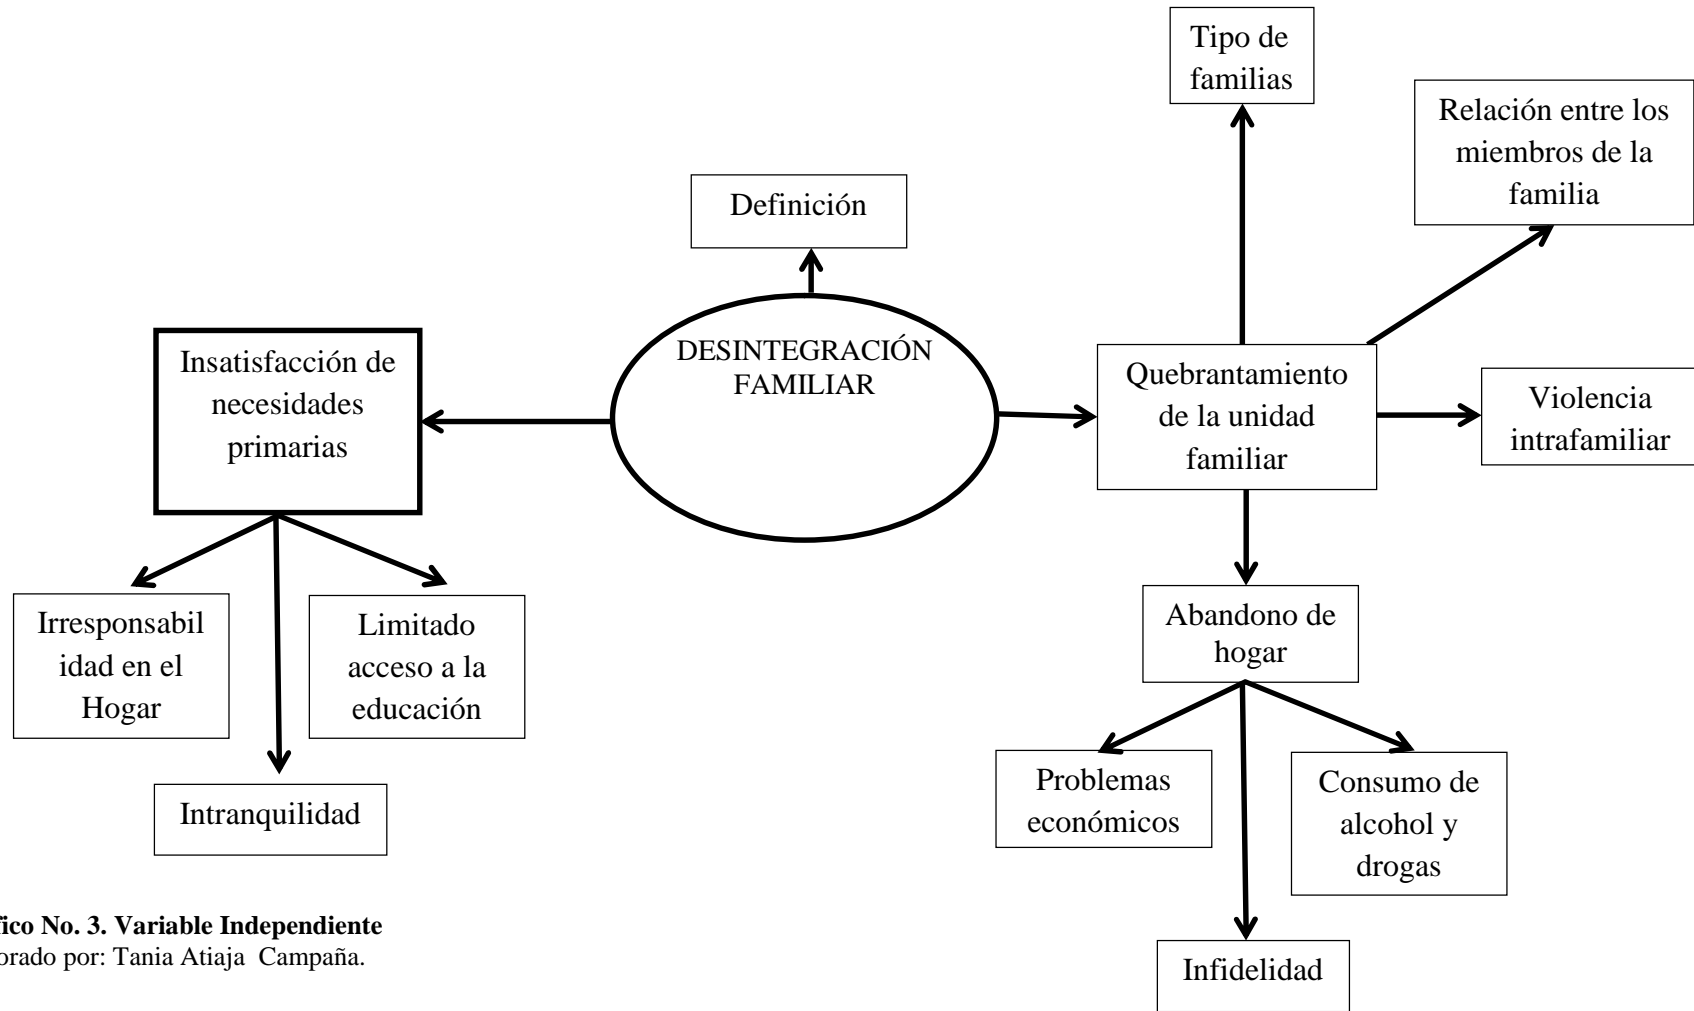 Tipo de
familias
Relación entre los
miembros de la
familia
Definición
DESINTEGRACIÓN
FAMILIAR
Insatisfacción de
necesidades
primarias
Quebrantamiento
de la unidad
familiar
Violencia
intrafamiliar
Irresponsabil
idad en el
Hogar
Limitado
acceso a la
educación
Intranquilidad
Abandono de
hogar
Problemas
económicos
Consumo de
alcohol y
drogas
Infidelidad
fico No. 3. Variable Independiente
orado por: Tania Atiaja  Campaña.